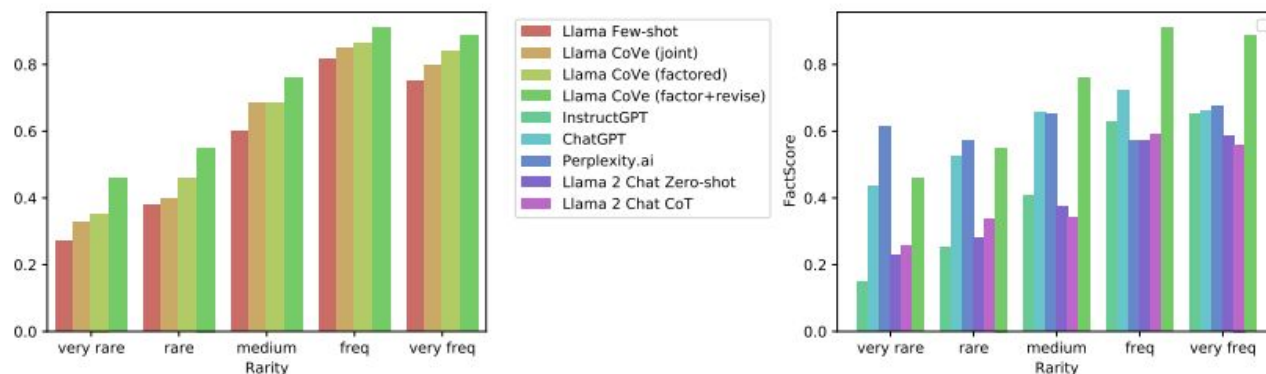 0.8
0.6
0.4
0.2
0.0
very rare rare medium freq very freq
Rarity
Llama Few-shot
Llama CoVe (joint)
Llama CoVe (factored)
Llama CoVe (factor+revise)
InstructGPT
ChatGPT
Perplexity.ai
Llama 2 Chat Zero-shot
Llama 2 Chat CoT
FactScore
0.8
0.6
0.4
0.2
0.0
very rare rare medium freq very freq
Rarity